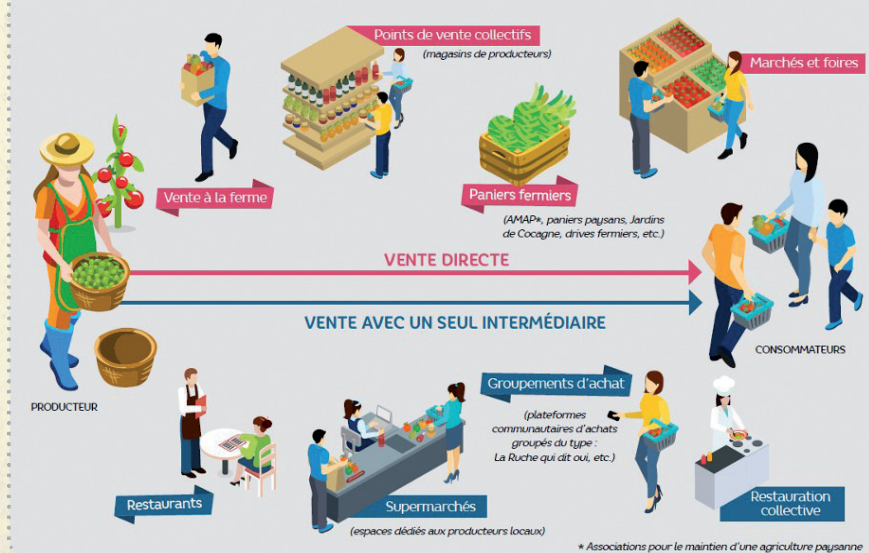 Points de vente collectifs
(magasins de producteurs)
Marchés et foires
Vente à la ferme
Paniers fermiers
(AMAP*, paniers paysans, Jardins
de Cocagne, drives fermiers, etc.)
VENTE DIRECTE
VENTE AVEC UN SEUL INTERMÉDIAIRE
CONSOMMATEURS
PRODUCTEUR
Groupements d'achat
(plateformes
communautaires d'achats
groupés du type :
La Ruche qui dit oui, etc.)
Restaurants
Supermarchés
(espaces dédiés aux producteurs locaux)
Restauration
collective
* Associations pour le maintien d'une agriculture paysanne